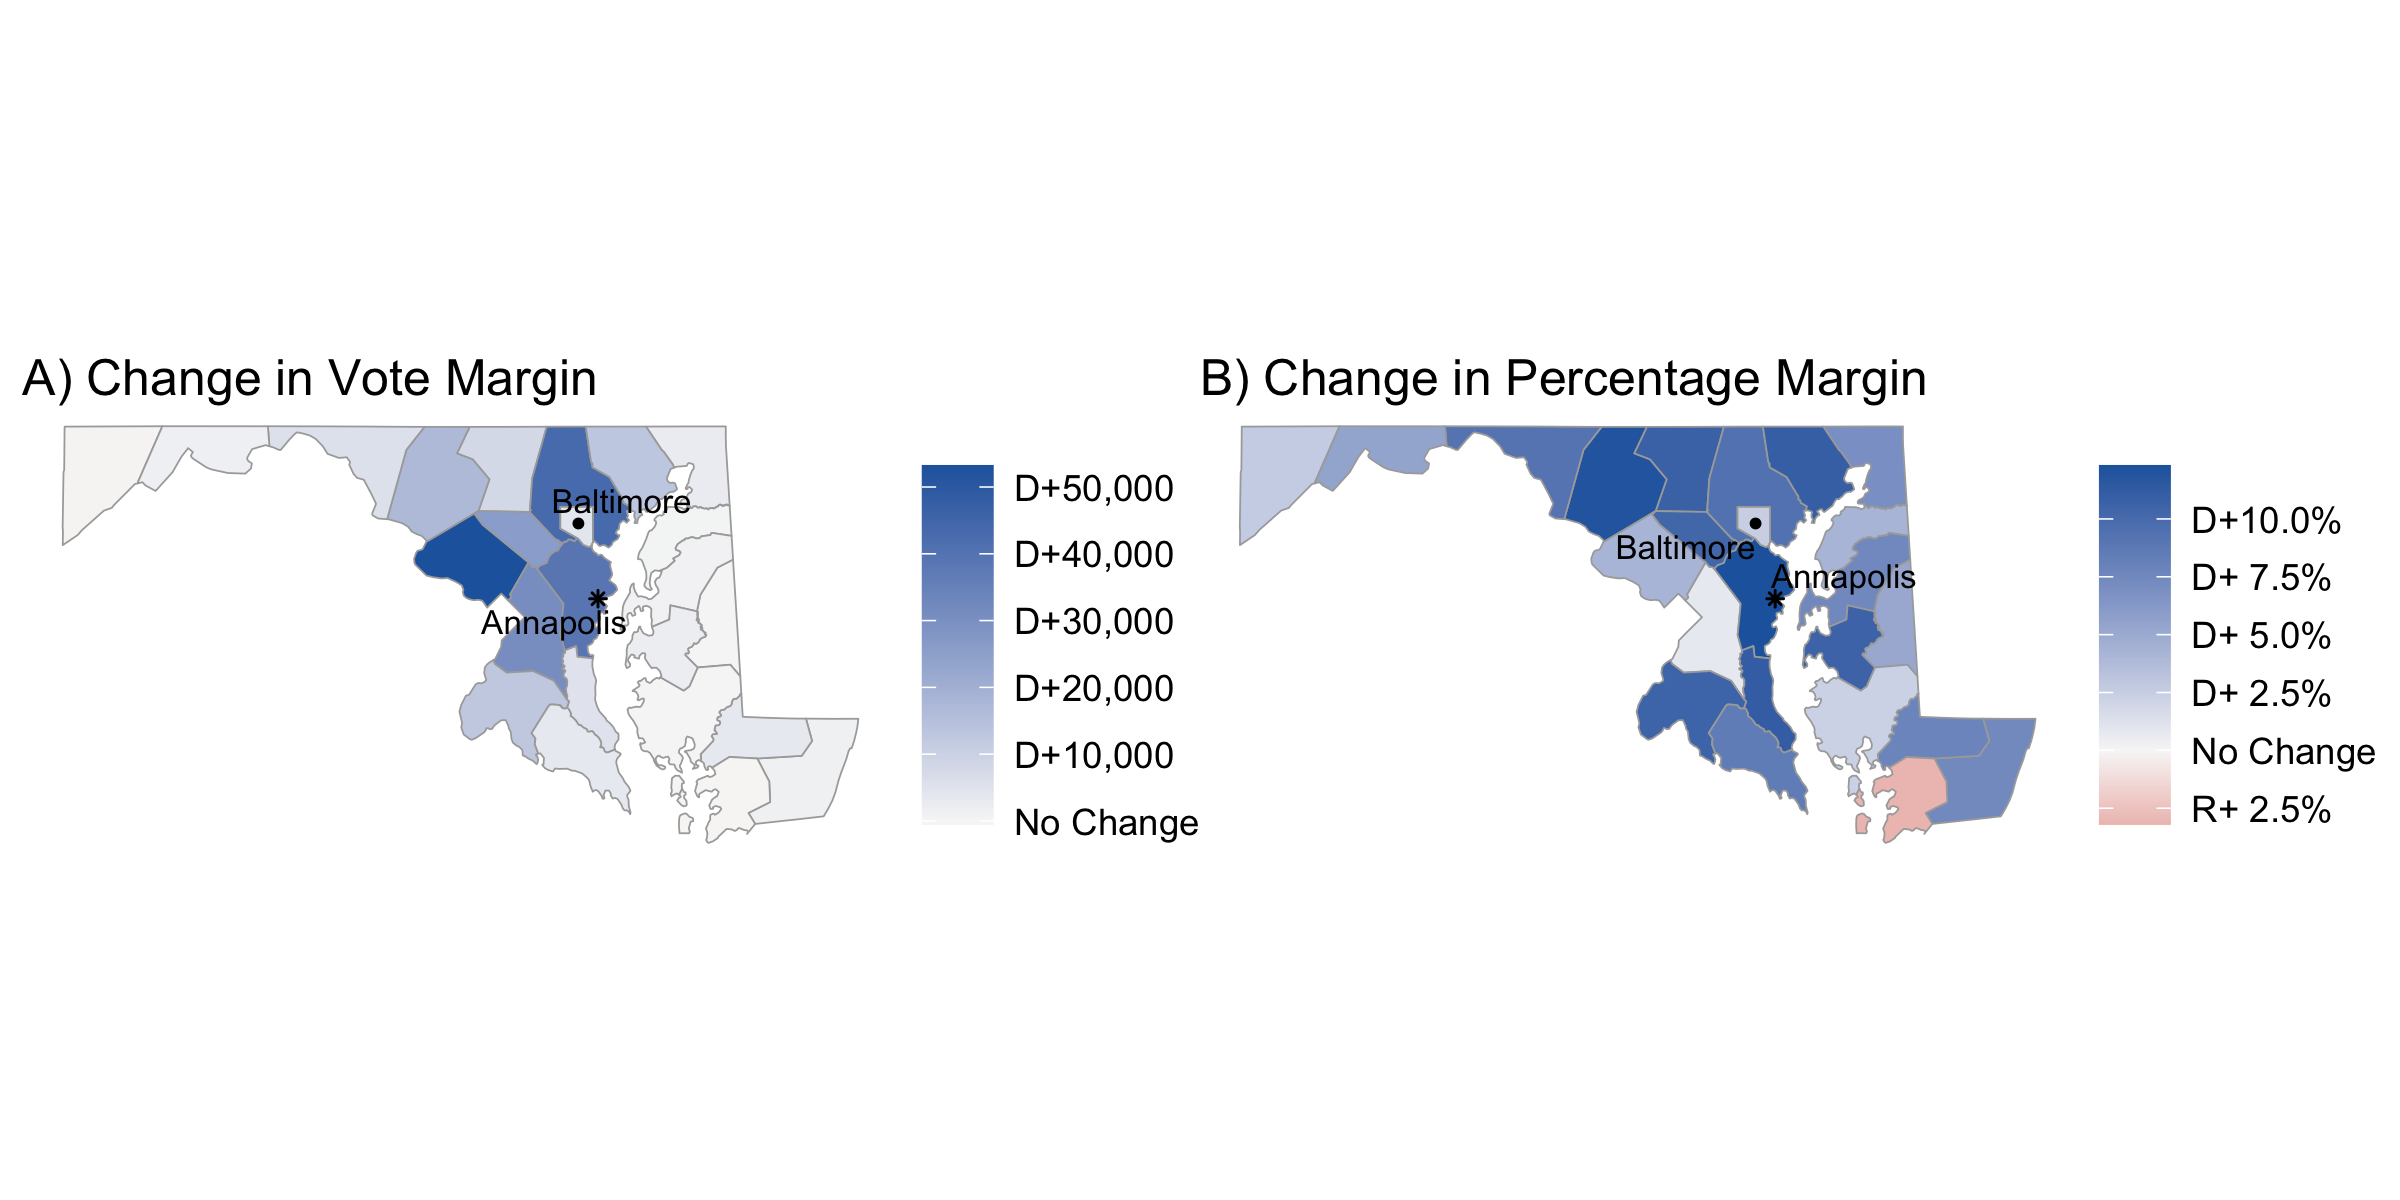 A) Change in Vote Margin
Baltimore
Annapolis
D+50,000
D+40,000
D+30,000
D+20,000
D+10,000
No Change
B) Change in Percentage Margin
Baltimore
Annapolis
D+10.0%
D+ 7.5%
D+ 5.0%
D+ 2.5%
No Change
R+ 2.5%